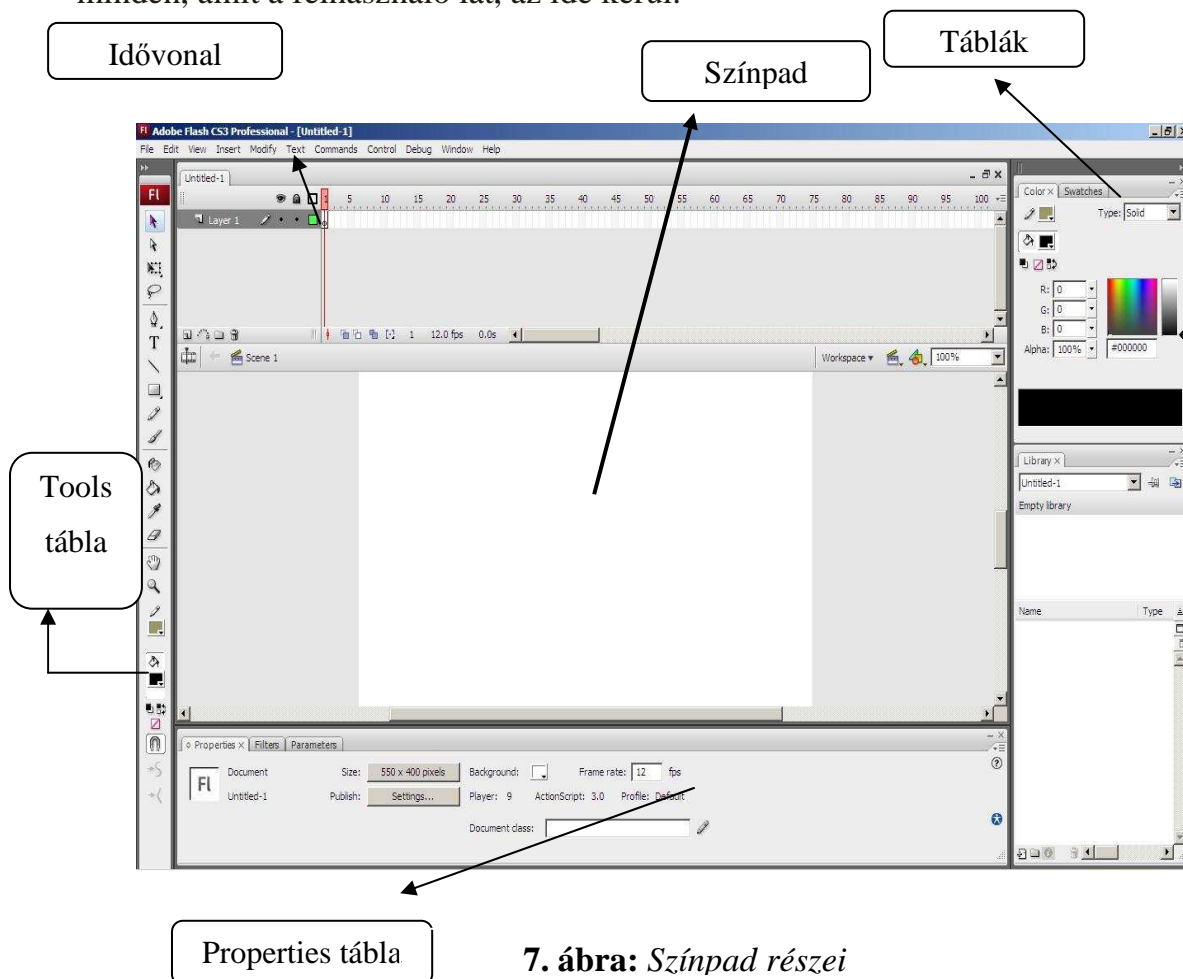 minden, amit a felhasználó lát, az ide kerül.
Idővonal
Színpad
Táblák
Adobe Flash CS3 Professional - [Untitled-1]
File Edit View Insert Modify Text Commands Control Debug Window Help
Untitled-1
1 5 10 15 20 25 30 35 40 45 50 55 60 65 70 75 80 85 90 95 100
Layer 1
1 12.0 fps 0.0s
Scene 1
Workspace
100%
Fl
T
Color Swatches
Type: Solid
R: 0
G: 0
B: 0
Alpha: 100% #000000
Library
Untitled-1
Empty library
Name Type
Tools
tábla
Properties Filters Parameters
Fl
Document Size: 550 x 400 pixels Background: Frame rate: 12 fps
Untitled-1 Publish: Settings... Player: 9 ActionScript: 3.0 Profile: Default
Document class:
Properties tábla
7. ábra: Színpad részei